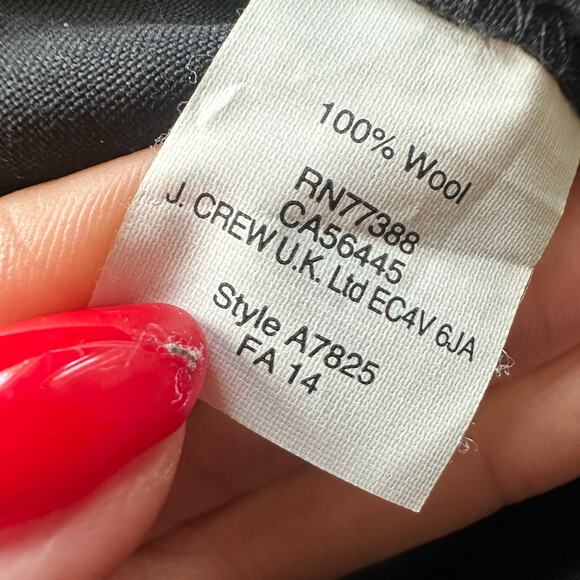 100% Wool
RN77388
CA56445
J. CREW U.K. Ltd EC4V 6JA
Style A7825
FA 14